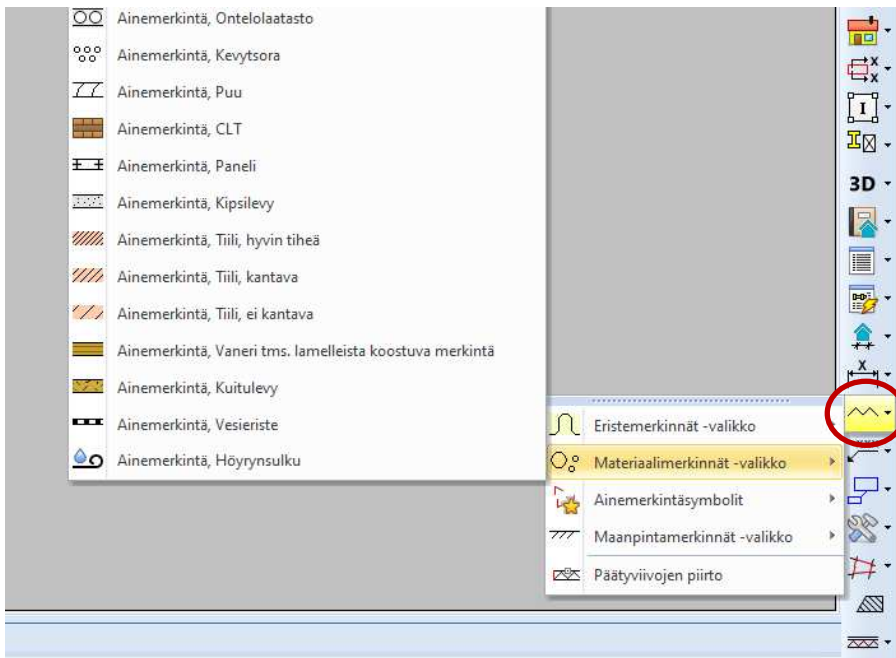 Ainemerkintä, Ontelolaatasto
Ainemerkintä, Kevytsora
Ainemerkintä, Puu
Ainemerkintä, CLT
Ainemerkintä, Paneli
Ainemerkintä, Kipsilevy
Ainemerkintä, Tiili, hyvin tiheä
Ainemerkintä, Tiili, kantava
Ainemerkintä, Tiili, ei kantava
Ainemerkintä, Vaneri tms. lamelleista koostuva merkintä
Ainemerkintä, Kuitulevy
Ainemerkintä, Vesieriste
Ainemerkintä, Höyrynsulku
Eristemerkinnät -valikko
Materiaalimerkinnät -valikko
Ainemerkintäsymbolit
Maanpintamerkinnät -valikko
Päätyviivojen piirto
X
X
I
I
3D
X